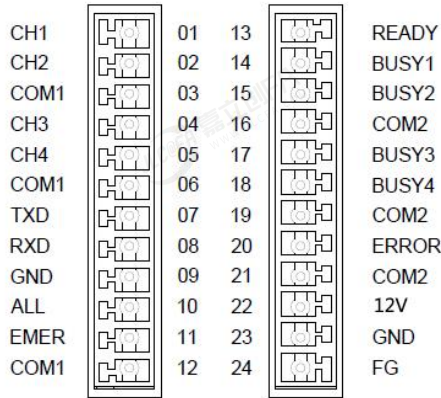 CH1 01 13 READY
CH2 02 14 BUSY1
COM1 03 15 BUSY2
CH3 04 16 COM2
CH4 05 17 BUSY3
COM1 06 18 BUSY4
TXD 07 19 COM2
RXD 08 20 ERROR
GND 09 21 COM2
ALL 10 22 12V
EMER 11 23 GND
COM1 12 24 FG